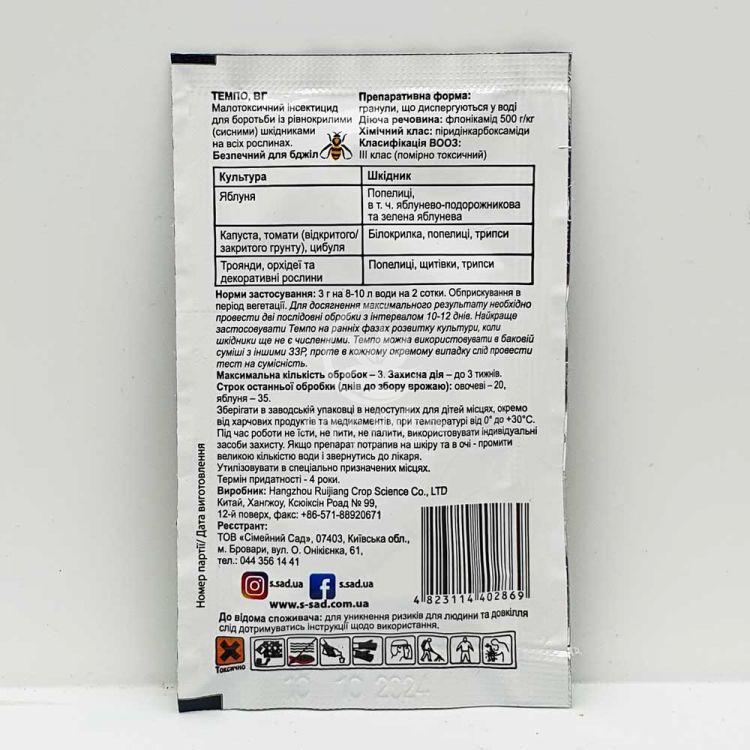 ТЕМПО, ВГ
Малотоксичний інсектицид
для боротьби із рівнокрилими
(сисними) шкідниками
на всіх рослинах.
Безпечний для бджіл
Препаративна форма:
гранули, що диспергуються у воді
Діюча речовина: флонікамід 500 г/кг
Хімічний клас: піридінкарбоксаміди
Класифікація ВООЗ:
III клас (помірно токсичний)
Культура
Шкідник
Яблуня
Попелиці,
в т. ч. яблунево-подорожникова
та зелена яблунева
Капуста, томати (відкритого/
закритого грунту), цибуля
Білокрилка, попелиці, трипси
Троянди, орхідеї та
декоративні рослини
Попелиці, щитівки, трипси
Норми застосування: 3 г на 8-10 л води на 2 сотки. Обприскування в
період вегетації. Для досягнення максимального результату необхідно
провести дві послідовні обробки з інтервалом 10-12 днів. Найкраще
застосовувати Темпо на ранніх фазах розвитку культури, коли
шкідники ще не є численними. Темпо можна використовувати в баковій
суміші з іншими ЗЗР, проте в кожному окремому випадку слід провести
тест на сумісність.
Максимальна кількість обробок – 3. Захисна дія – до 3 тижнів.
Строк останньої обробки (днів до збору врожаю): овочеві – 20,
яблуня – 35.
Зберігати в заводській упаковці в недоступних для дітей місцях, окремо
від харчових продуктів та медикаментів, при температурі від 0° до +30°С.
Під час роботи не їсти, не пити, не палити, використовувати індивідуальні
засоби захисту. Якщо препарат потрапив на шкіру та в очі - промити
великою кількістю води і звернутись до лікаря.
Утилізовувати в спеціально призначених місцях.
Термін придатності - 4 роки.
Виробник: Hangzhou Ruijiang Crop Science Co., LTD
Китай, Хангжоу, Ксюіксін Роад № 99,
12-й поверх, факс: +86-571-88920671
Реєстрант:
ТОВ «Сімейний Сад», 07403, Київська обл.,
м. Бровари, вул. О. Онікієнка, 61,
тел.: 044 356 14 41
s.sad.ua
s.sad.ua
www.s-sad.com.ua
4 823114 402869
Номер партії/ Дата виготовлення
До відома споживача: для уникнення ризиків для людини та довкілля
слід дотримуватись інструкції щодо використання.
Токсично
10 10 2024